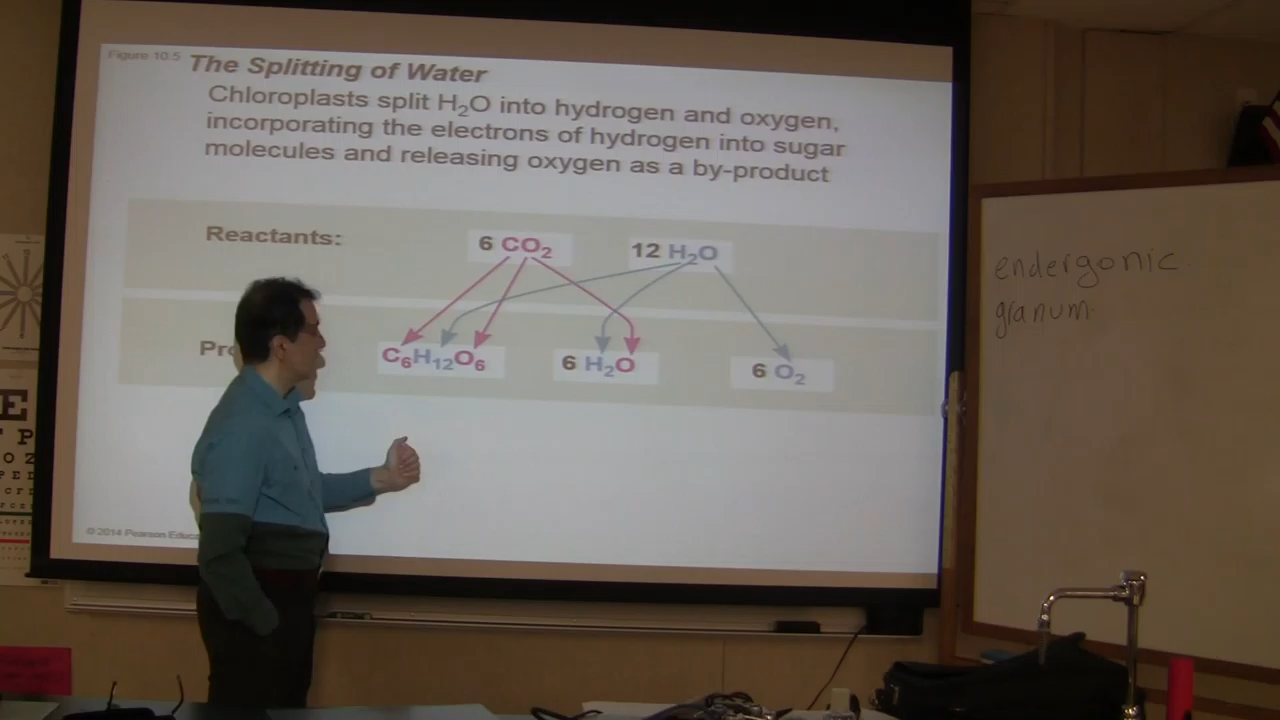 Figure 10.5
The Splitting of Water
Chloroplasts split H₂O into hydrogen and oxygen,
incorporating the electrons of hydrogen into sugar
molecules and releasing oxygen as a by-product
Reactants: 6 CO₂ 12 H₂O
C₆H₁₂O₆ 6 H₂O 6 O₂
© 2014 Pearson
endergonic
granum